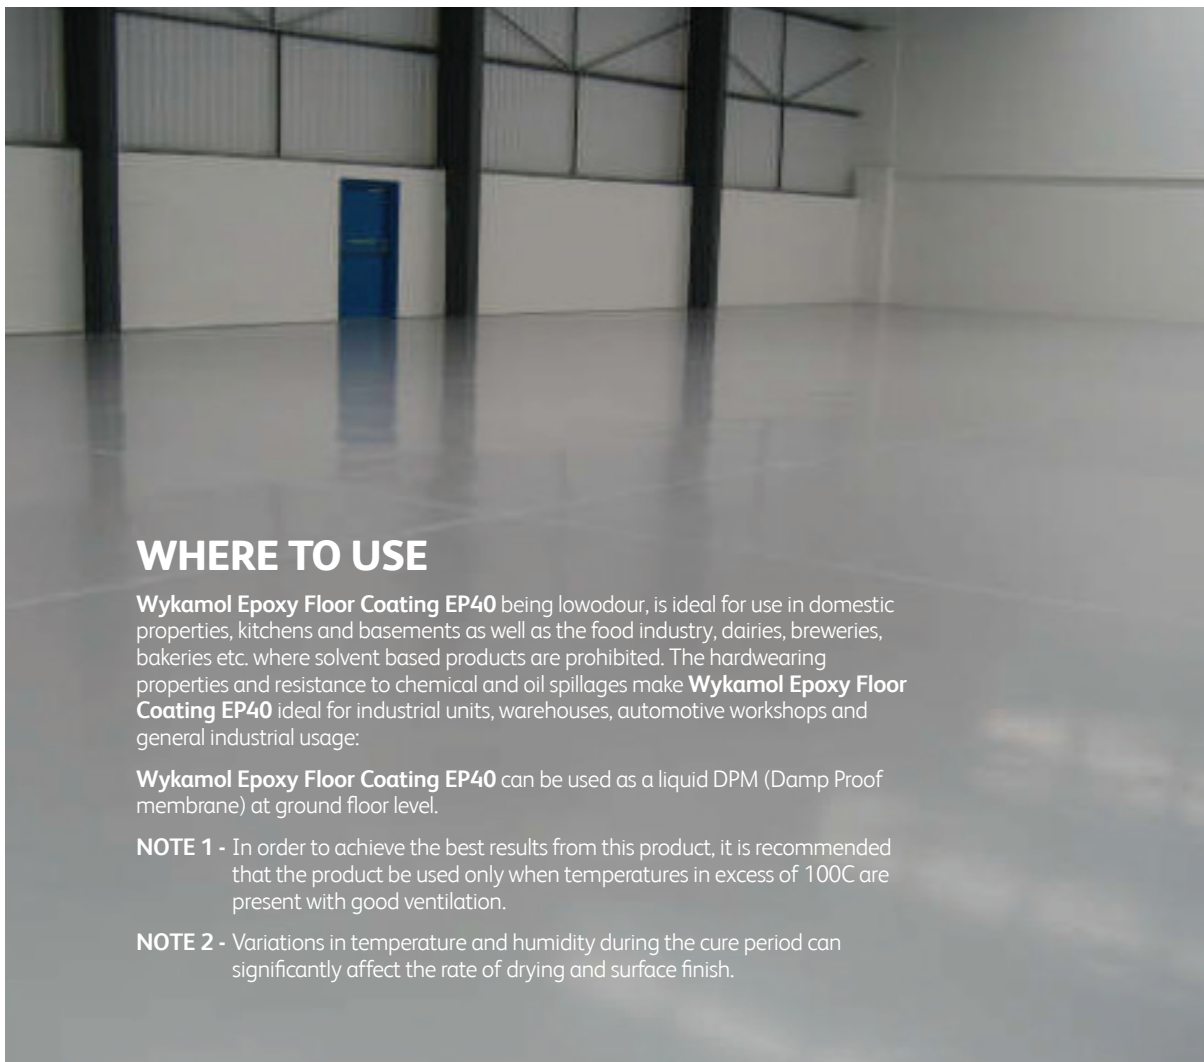 WHERE TO USE
Wykamol Epoxy Floor Coating EP40 being lowodour, is ideal for use in domestic
properties, kitchens and basements as well as the food industry, dairies, breweries,
bakeries etc. where solvent based products are prohibited. The hardwearing
properties and resistance to chemical and oil spillages make Wykamol Epoxy Floor
Coating EP40 ideal for industrial units, warehouses, automotive workshops and
general industrial usage:
Wykamol Epoxy Floor Coating EP40 can be used as a liquid DPM (Damp Proof
membrane) at ground floor level.
NOTE 1 - In order to achieve the best results from this product, it is recommended
that the product be used only when temperatures in excess of 100C are
present with good ventilation.
NOTE 2 - Variations in temperature and humidity during the cure period can
significantly affect the rate of drying and surface finish.